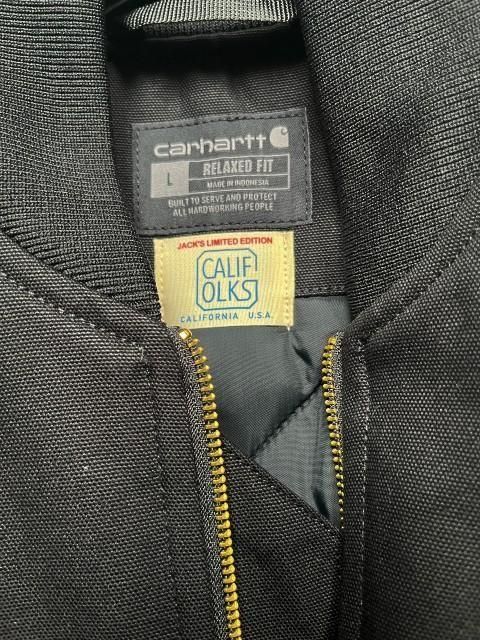 carhartt
L RELAXED FIT
MADE IN INDONESIA
BUILT TO SERVE AND PROTECT
ALL HARDWORKING PEOPLE
JACK'S LIMITED EDITION
CALIF
OLKS
CALIFORNIA U.S.A.